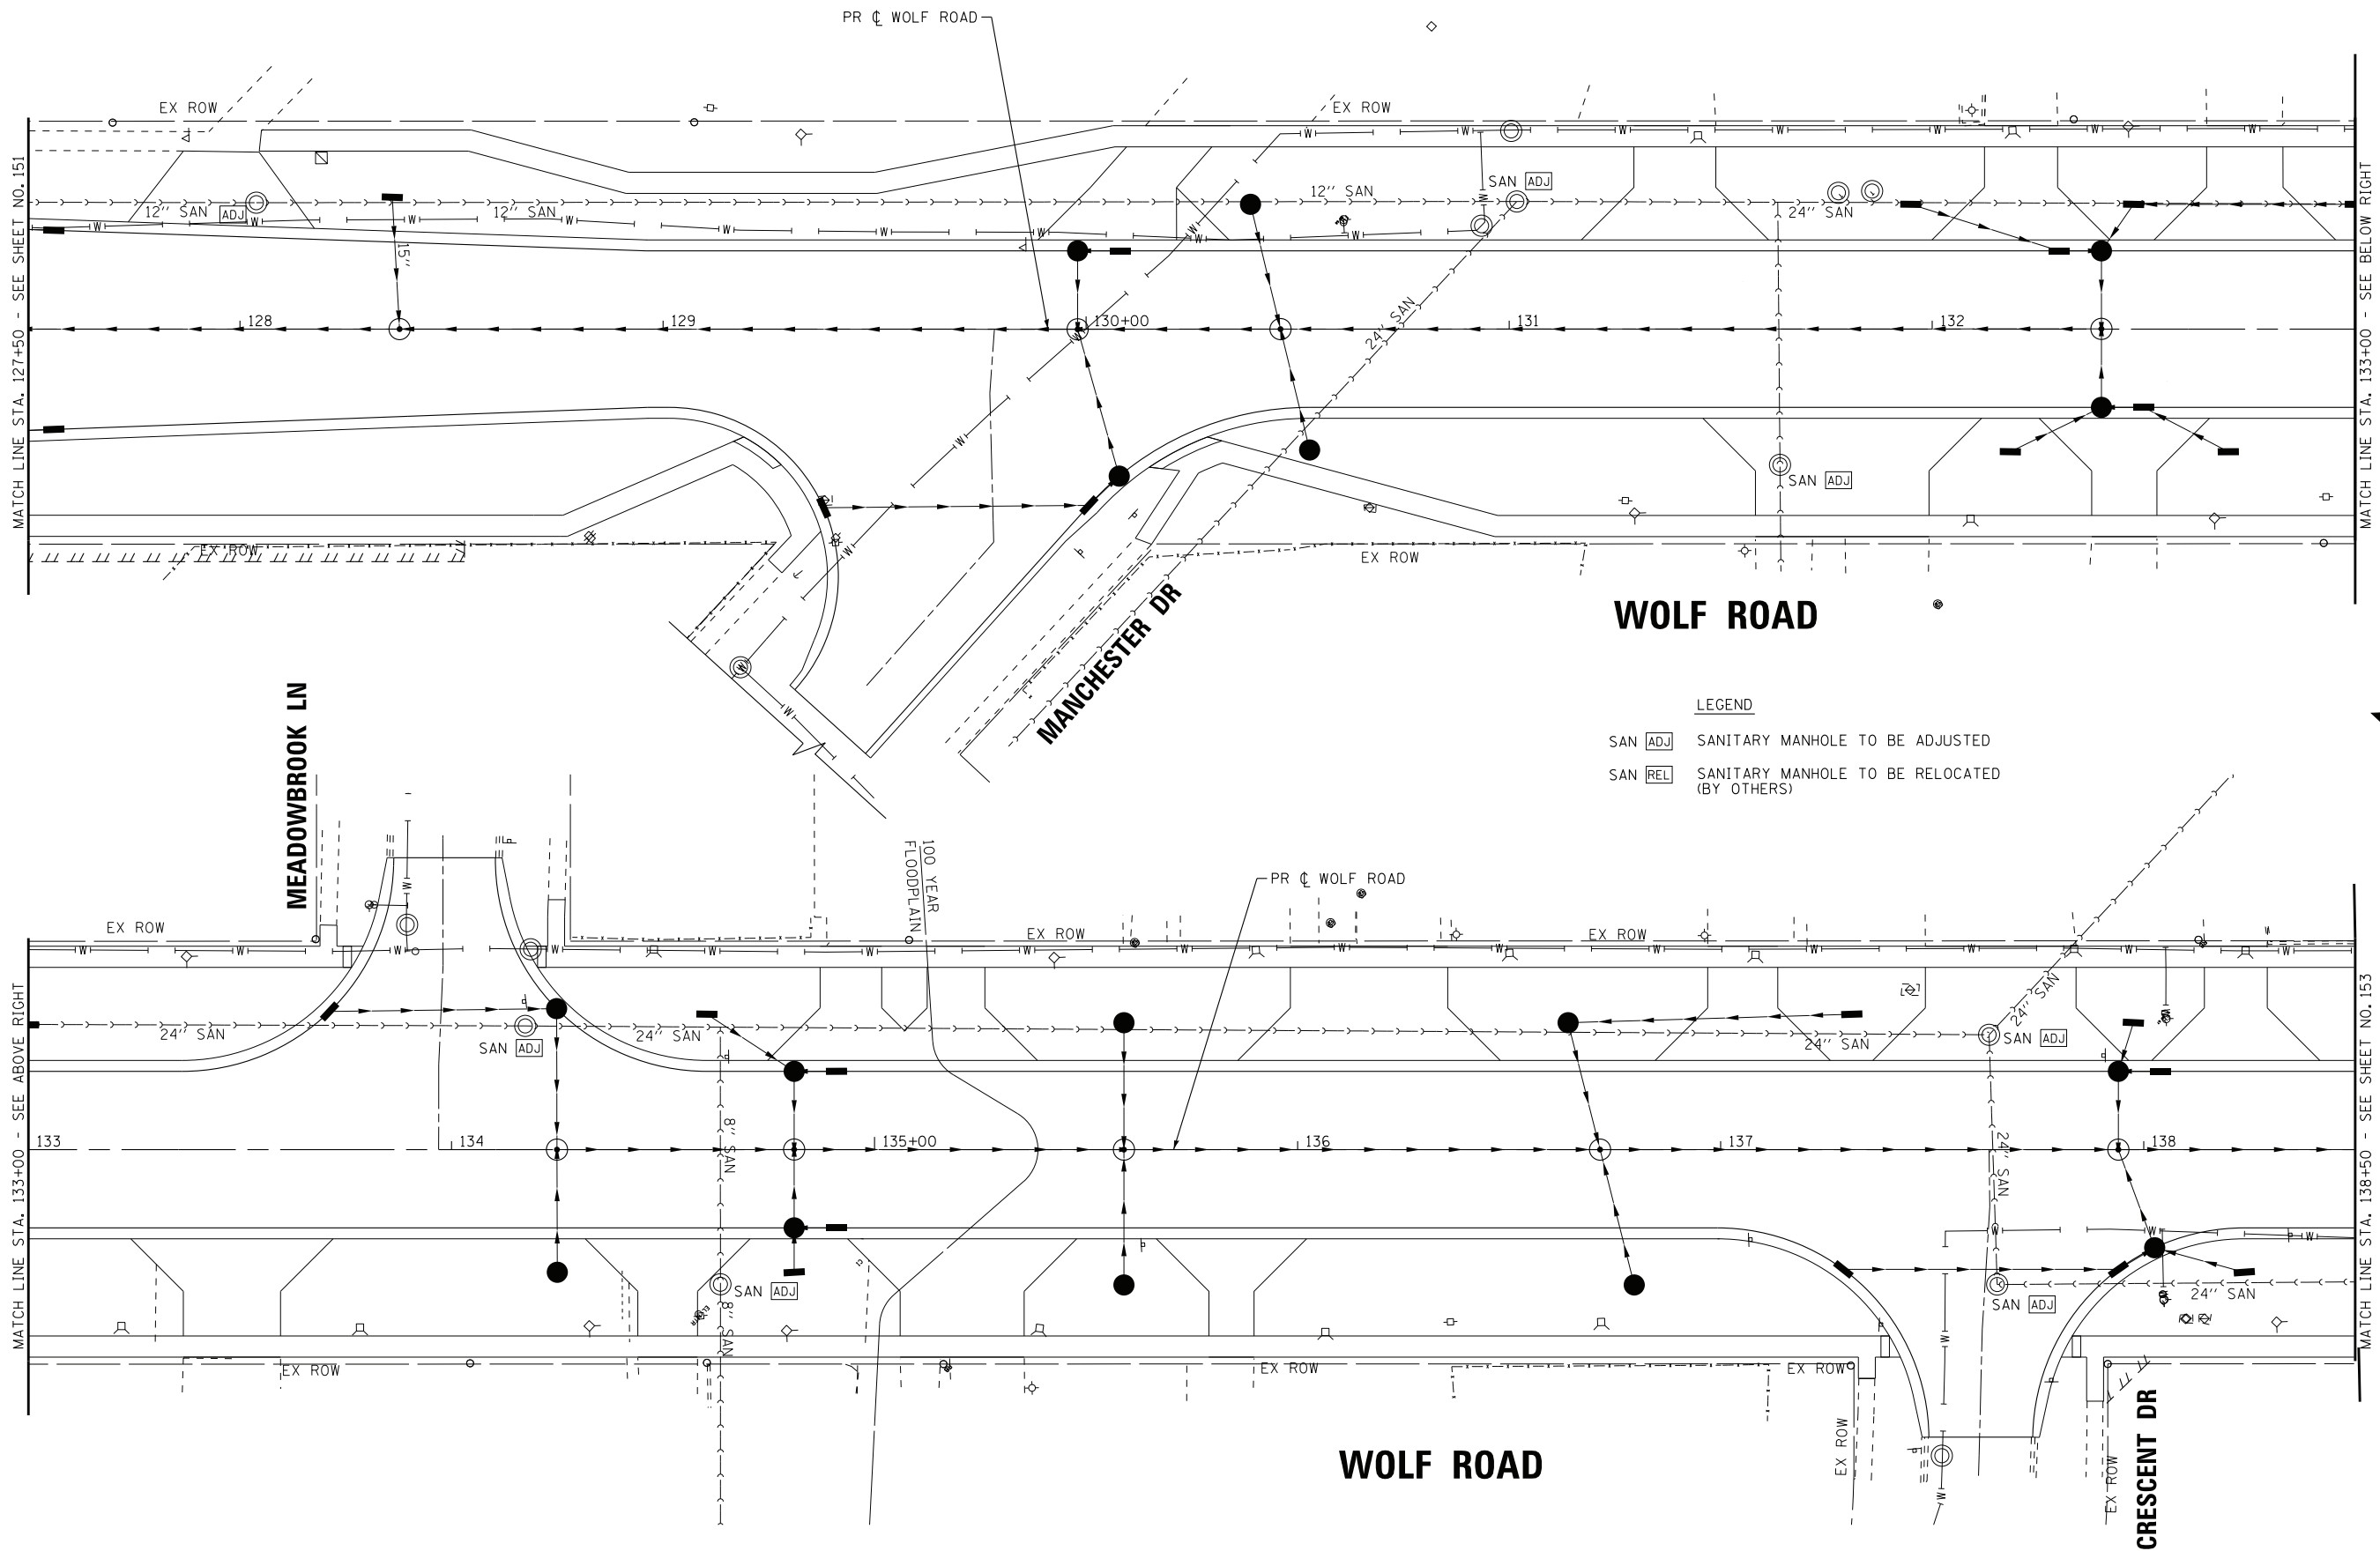 PR ℄ WOLF ROAD
EX ROW
EX ROW
MATCH LINE STA. 127+50 - SEE SHEET NO. 151
12'' SAN ADJ
12'' SAN
12'' SAN
SAN ADJ
24'' SAN
15''
128
129
130+00
131
132
24'' SAN
SAN ADJ
EX ROW
EX ROW
MATCH LINE STA. 133+00 - SEE BELOW RIGHT
W W W W W W W W W W W W W W W W W W W W W W W
MANCHESTER DR
WOLF ROAD
LEGEND
SAN ADJ SANITARY MANHOLE TO BE ADJUSTED
SAN REL SANITARY MANHOLE TO BE RELOCATED
(BY OTHERS)
MEADOWBROOK LN
100 YEAR
FLOODPLAIN
PR ℄ WOLF ROAD
EX ROW
EX ROW
EX ROW
MATCH LINE STA. 133+00 - SEE ABOVE RIGHT
24'' SAN
SAN ADJ
24'' SAN
24'' SAN
24'' SAN
SAN ADJ
133
134
135+00
136
137
138
8'' SAN
24'' SAN
SAN ADJ
8'' SAN
SAN ADJ
24'' SAN
EX ROW
EX ROW
EX ROW
EX ROW
EX ROW
W W W W W W W W W W W W W W W W W W W W W
MATCH LINE STA. 138+50 - SEE SHEET NO. 153
CRESCENT DR
WOLF ROAD